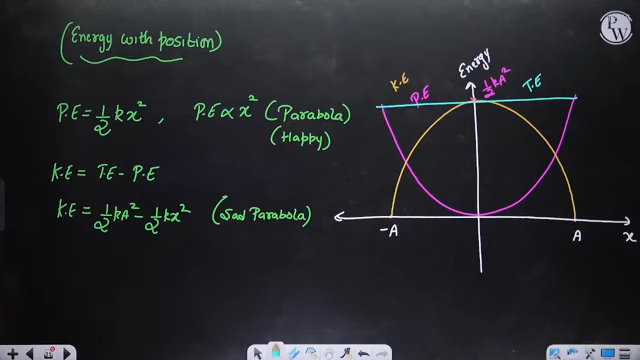 (Energy with position)
P.E = 1/2 kx² , P.E ∝ x² (Parabola)
(Happy)
K.E = T.E - P.E
K.E = 1/2 kA² - 1/2 kx² (Sad Parabola)
Energy
K.E
P.E
1/2 kA²
T.E
-A
A
x
PW